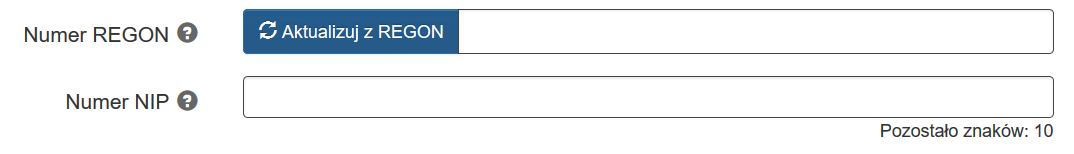 Numer REGON
Aktualizuj z REGON
Numer NIP
Pozostało znaków: 10